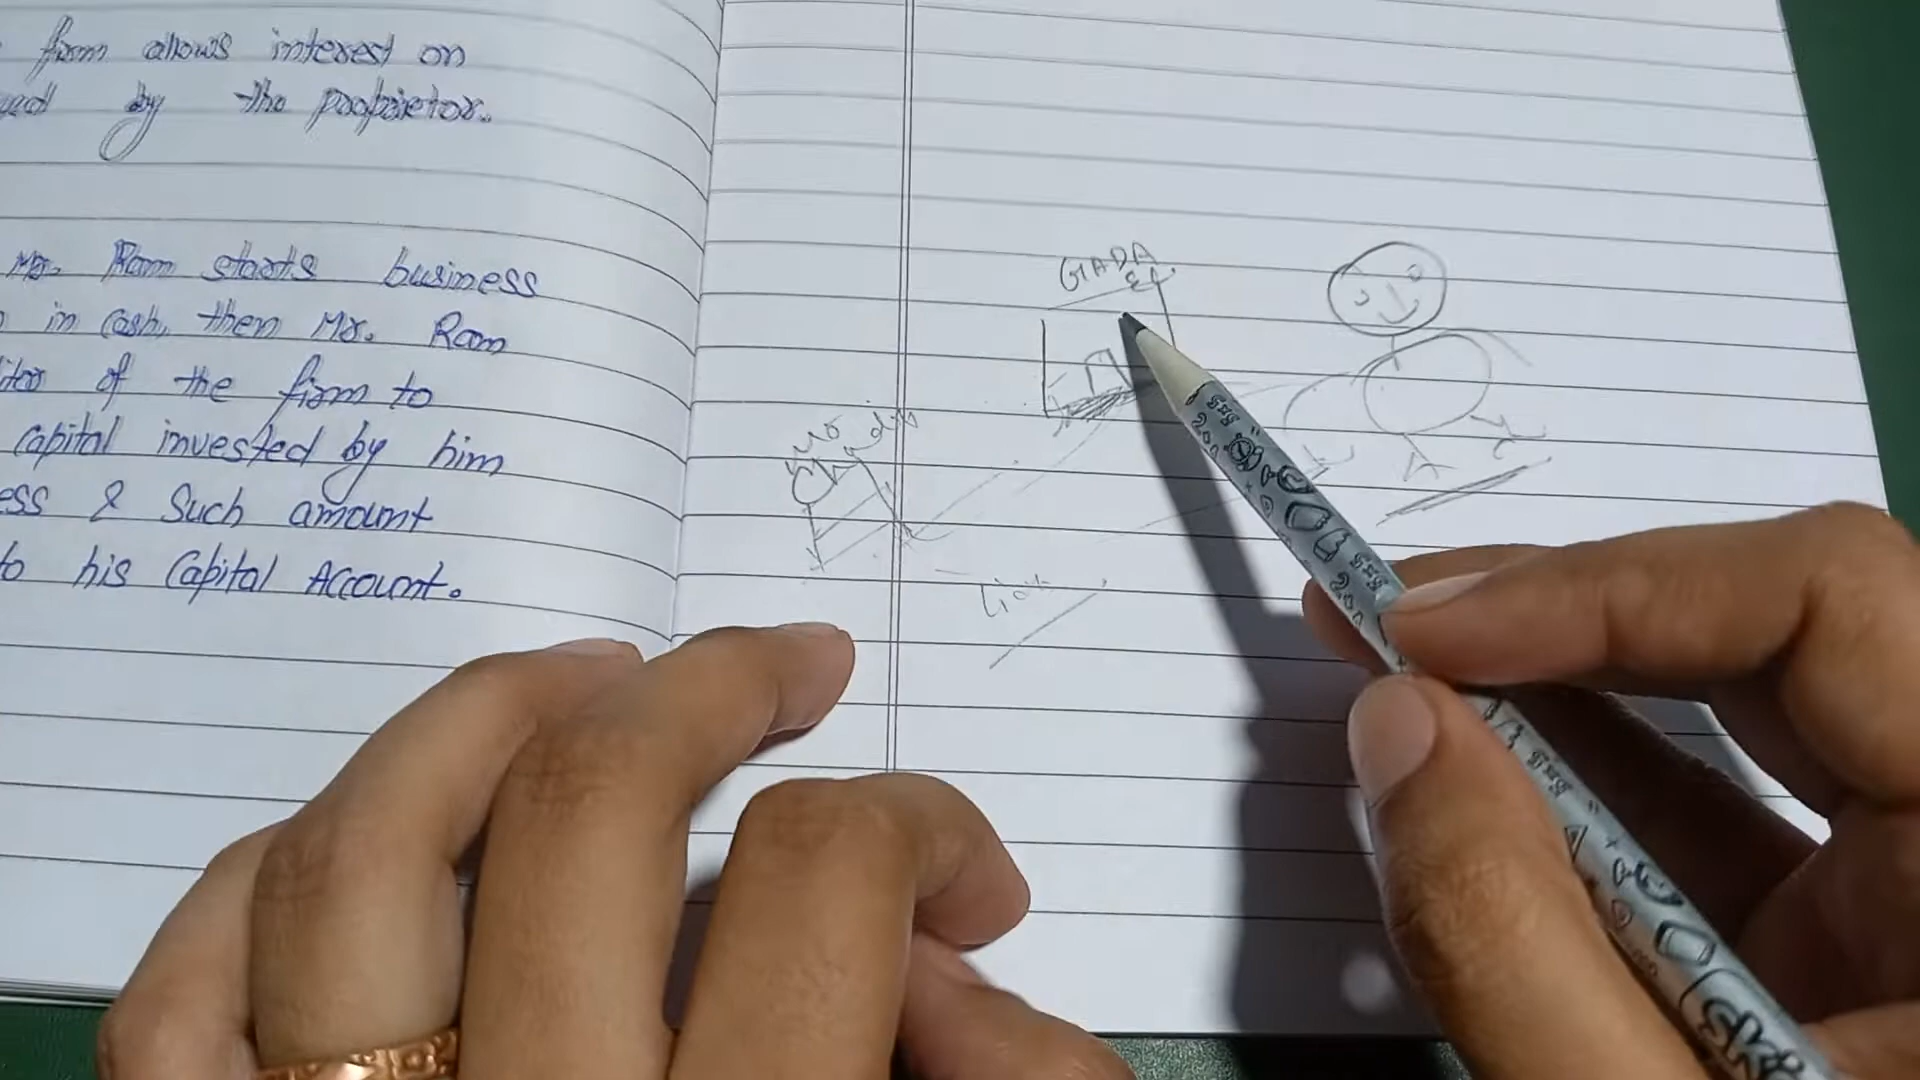 firm allows interest on
by the proprietor.
Mr. Ram starts business
in cash, then Mr. Ram
of the firm to
capital invested by him
ess & Such amount
to his Capital Account.
GADA